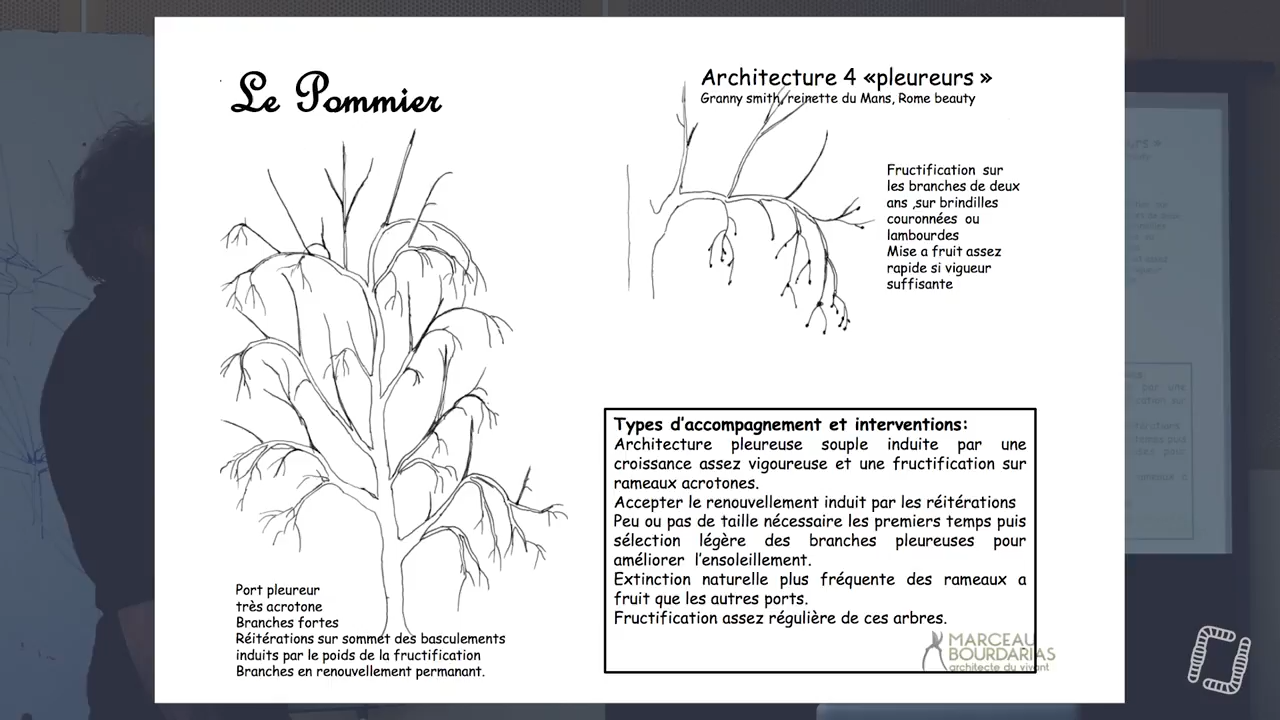 Le Pommier
Architecture 4 «pleureurs »
Granny smith, reinette du Mans, Rome beauty
Fructification sur
les branches de deux
ans ,sur brindilles
couronnées ou
lambourdes
Mise a fruit assez
rapide si vigueur
suffisante
Types d'accompagnement et interventions:
Architecture pleureuse souple induite par une
croissance assez vigoureuse et une fructification sur
rameaux acrotones.
Accepter le renouvellement induit par les réitérations
Peu ou pas de taille nécessaire les premiers temps puis
sélection légère des branches pleureuses pour
améliorer l'ensoleillement.
Extinction naturelle plus fréquente des rameaux a
fruit que les autres ports.
Fructification assez régulière de ces arbres.
Port pleureur
très acrotone
Branches fortes
Réitérations sur sommet des basculements
induits par le poids de la fructification
Branches en renouvellement permanant.
MARCEAU
BOURDARIAS
architecte du vivant